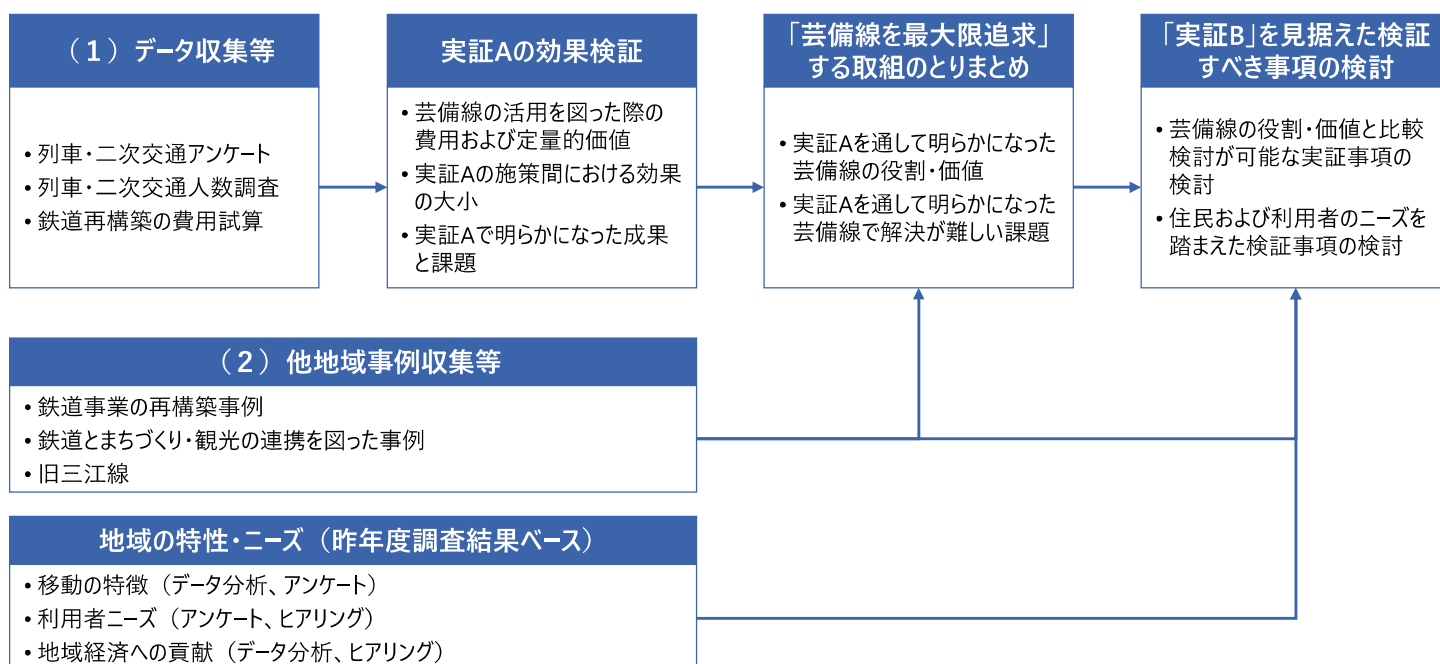 （1）データ収集等
・列車・二次交通アンケート
・列車・二次交通人数調査
・鉄道再構築の費用試算
実証Aの効果検証
・芸備線の活用を図った際の
費用および定量的価値
・実証Aの施策間における効果
の大小
・実証Aで明らかになった成果
と課題
「芸備線を最大限追求」
する取組のとりまとめ
・実証Aを通して明らかになった
芸備線の役割・価値
・実証Aを通して明らかになった
芸備線で解決が難しい課題
「実証B」を見据えた検証
すべき事項の検討
・芸備線の役割・価値と比較
検討が可能な実証事項の
検討
・住民および利用者のニーズを
踏まえた検証事項の検討
（2）他地域事例収集等
・鉄道事業の再構築事例
・鉄道とまちづくり・観光の連携を図った事例
・旧三江線
地域の特性・ニーズ（昨年度調査結果ベース）
・移動の特徴（データ分析、アンケート）
・利用者ニーズ（アンケート、ヒアリング）
・地域経済への貢献（データ分析、ヒアリング）